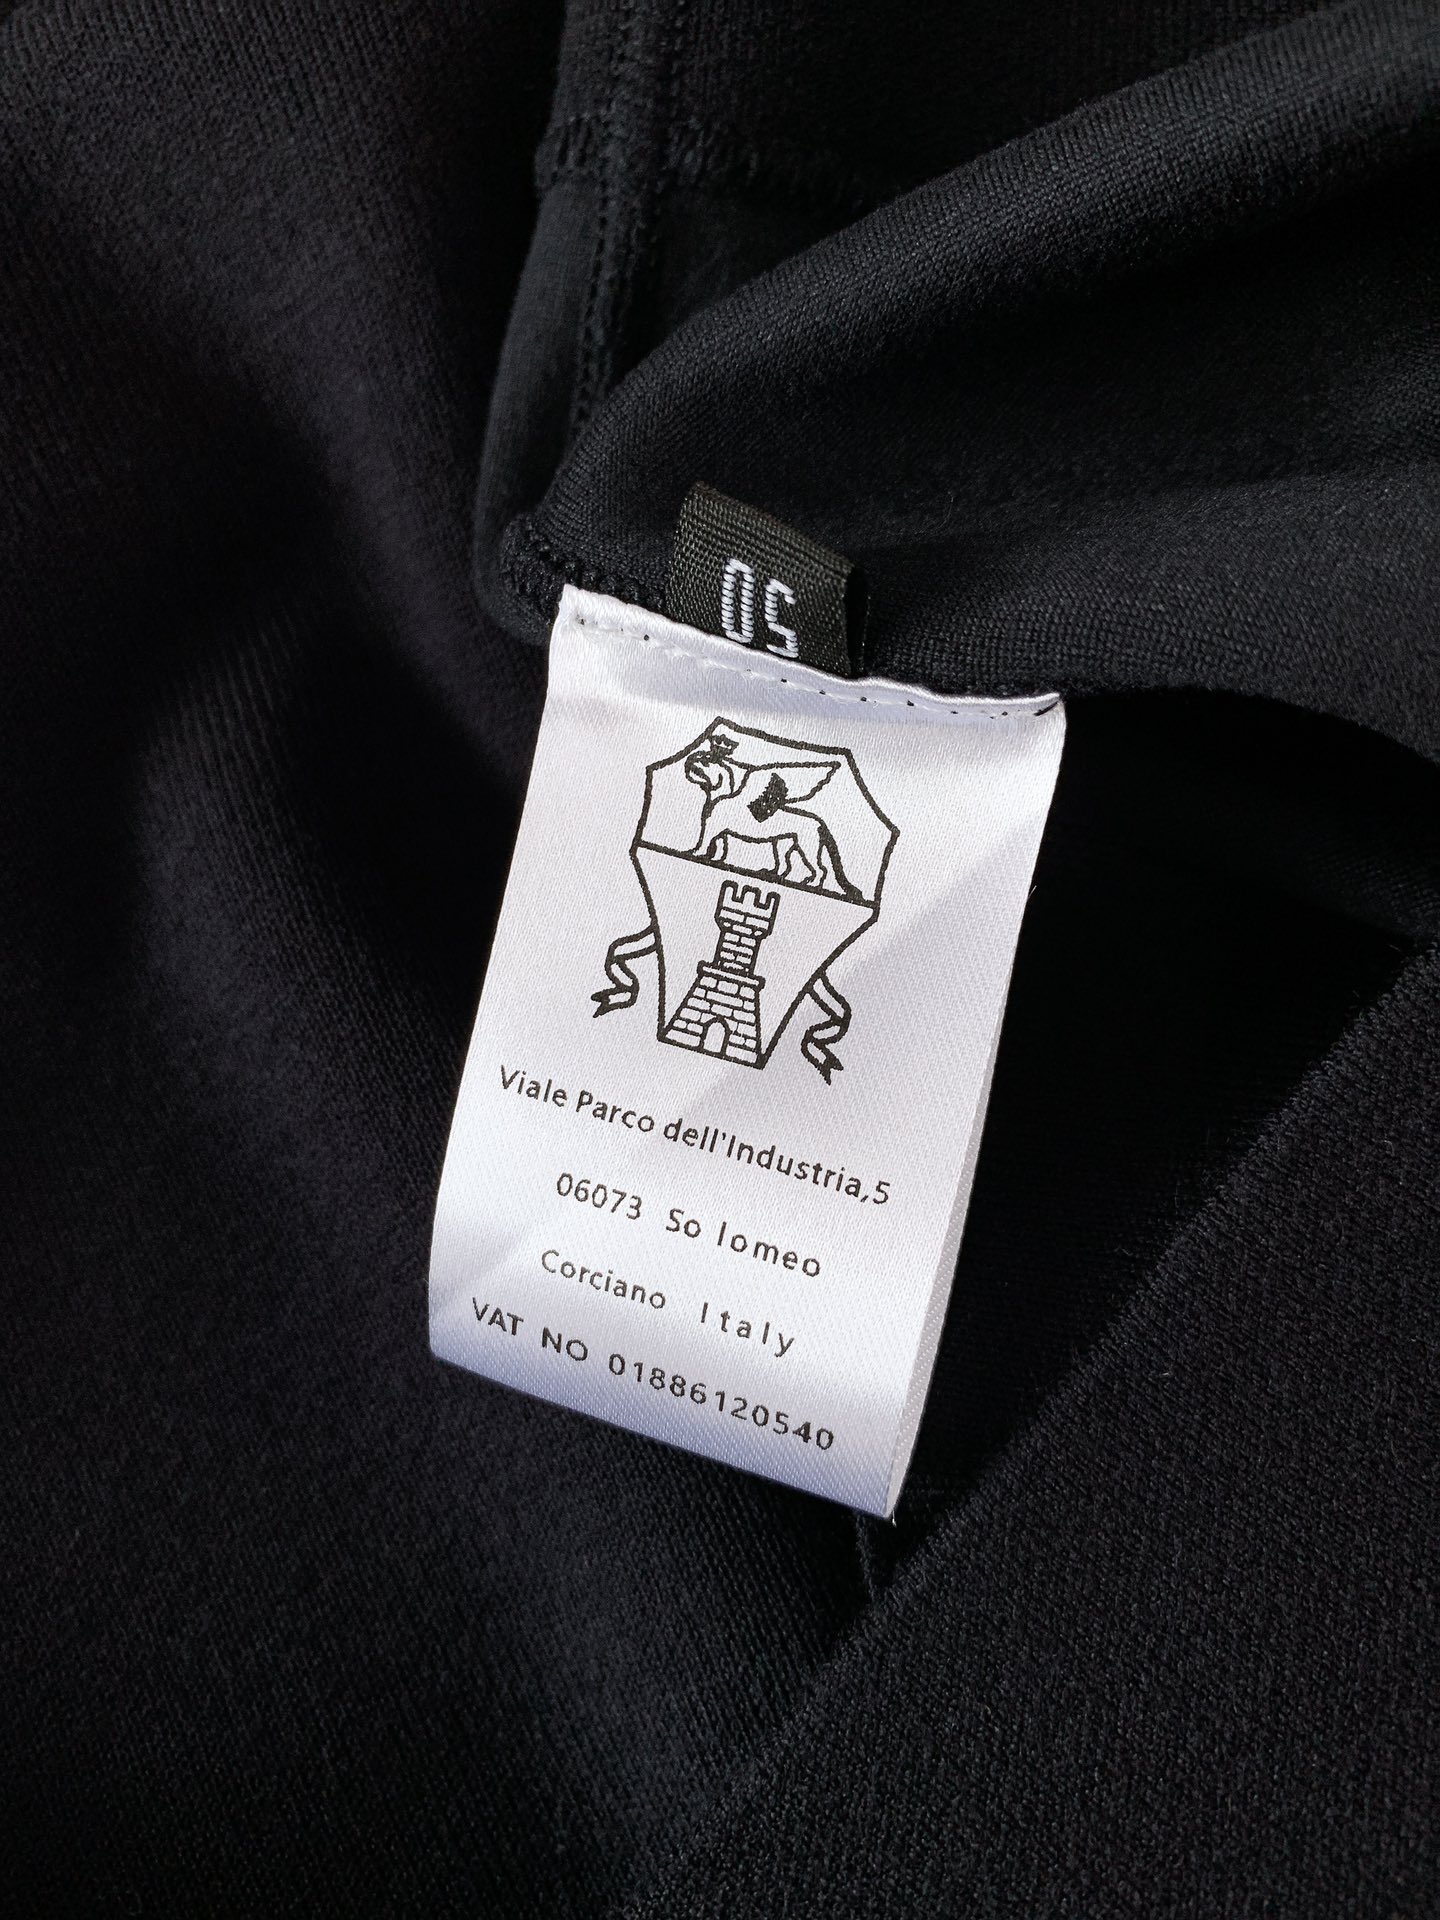 50
Viale Parco dell'Industria,5
06073 So lomeo
Corciano Italy
VAT NO 01886120540